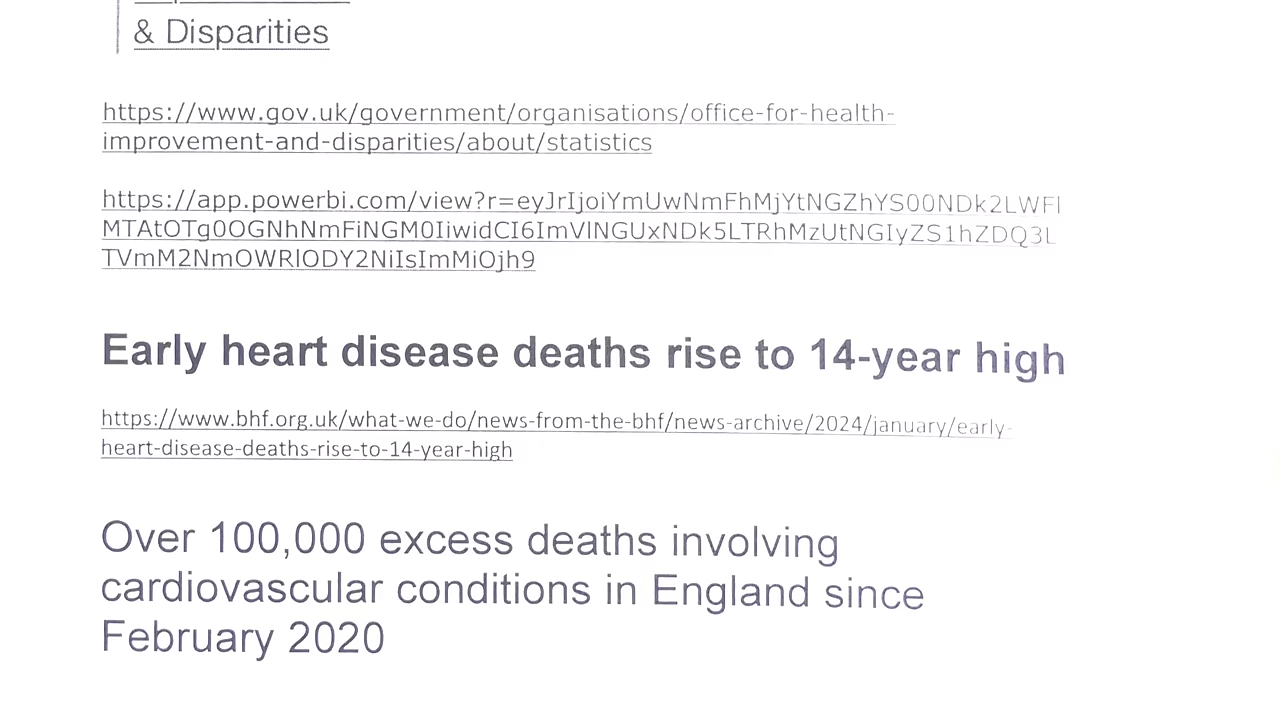 & Disparities
https://www.gov.uk/government/organisations/office-for-health-
improvement-and-disparities/about/statistics
https://app.powerbi.com/view?r=eyJrIjoiYmUwNmFhMjYtNGZhYS00NDk2LWFl
MTAtOTg0OGNhNmFiNGM0IiwidCI6ImVlNGUxNDk5LTRhMzUtNGIyZS1hZDQ3L
TVmM2NmOWRlODY2NiIsImMiOjh9
Early heart disease deaths rise to 14-year high
https://www.bhf.org.uk/what-we-do/news-from-the-bhf/news-archive/2024/january/early-
heart-disease-deaths-rise-to-14-year-high
Over 100,000 excess deaths involving
cardiovascular conditions in England since
February 2020